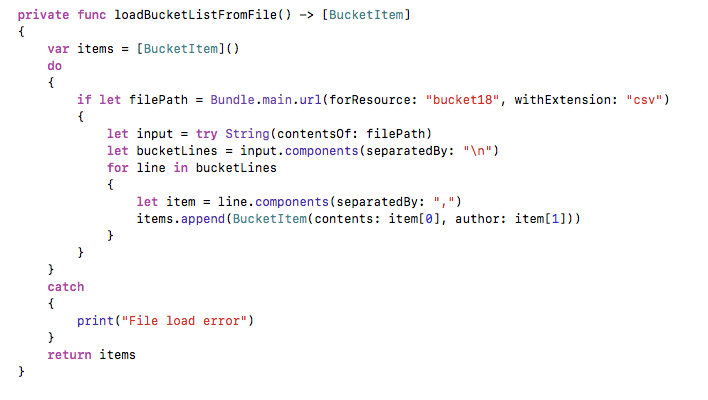 private func loadBucketListFromFile() -> [BucketItem]
{
    var items = [BucketItem]()
    do
    {
        if let filePath = Bundle.main.url(forResource: "bucket18", withExtension: "csv")
        {
            let input = try String(contentsOf: filePath)
            let bucketLines = input.components(separatedBy: "\n")
            for line in bucketLines
            {
                let item = line.components(separatedBy: ",")
                items.append(BucketItem(contents: item[0], author: item[1]))
            }
        }
    }
    catch
    {
        print("File load error")
    }
    return items
}